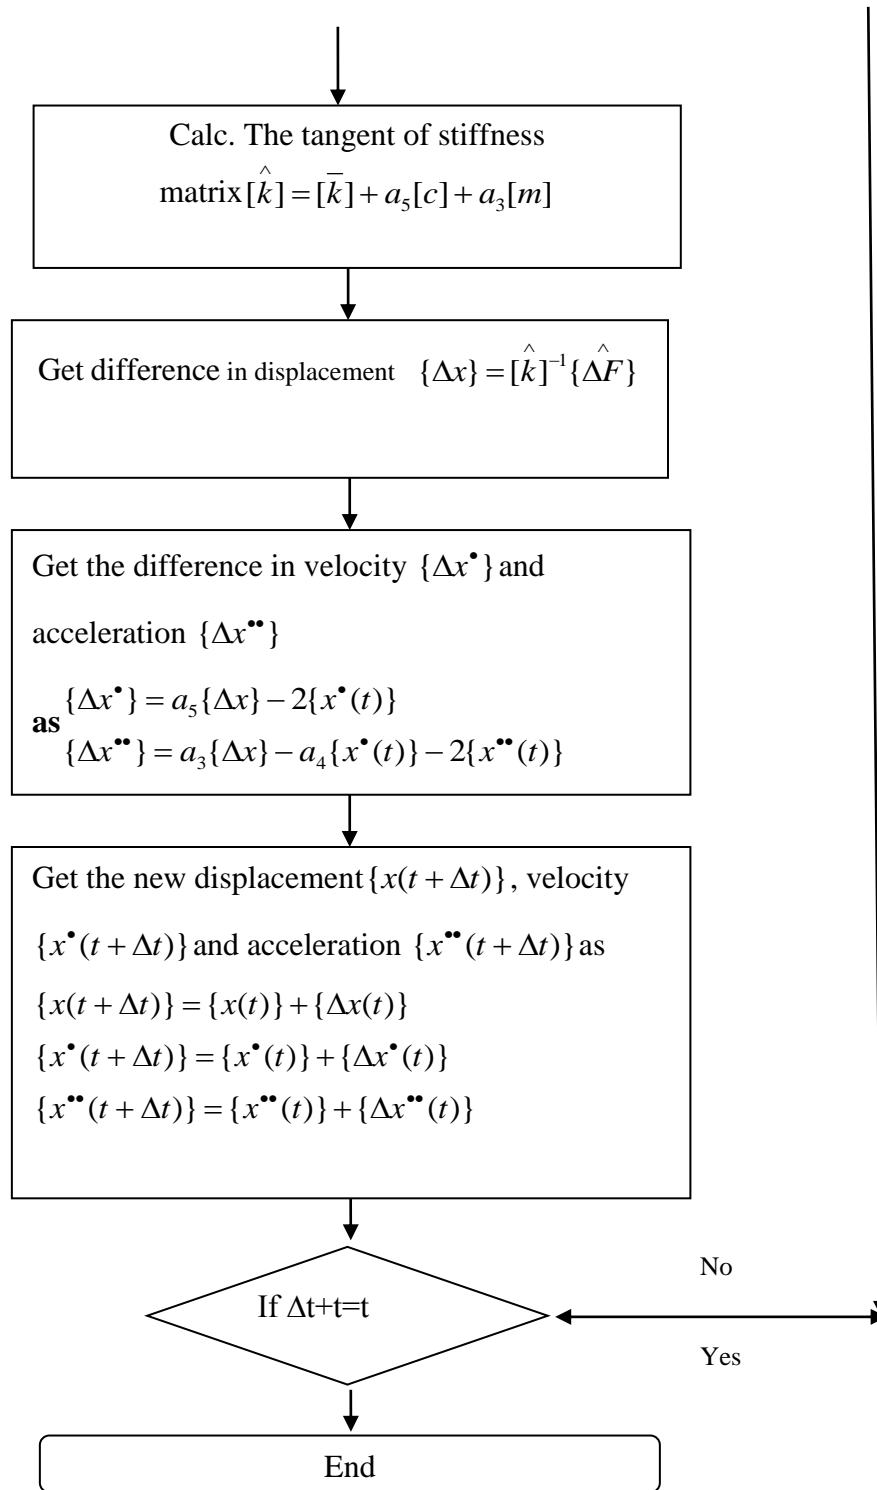 Calc. The tangent of stiffness
matrix [k̂] = [k̄] + a₅[c] + a₃[m]
Get difference in displacement {Δx} = [k̂]⁻¹{ΔF̂}
Get the difference in velocity {Δx•} and
acceleration {Δx••}
as {Δx•} = a₅{Δx} − 2{x•(t)}
{Δx••} = a₃{Δx} − a₄{x•(t)} − 2{x••(t)}
Get the new displacement {x(t + Δt)}, velocity
{x•(t + Δt)} and acceleration {x••(t + Δt)} as
{x(t + Δt)} = {x(t)} + {Δx(t)}
{x•(t + Δt)} = {x•(t)} + {Δx•(t)}
{x••(t + Δt)} = {x••(t)} + {Δx••(t)}
No
If Δt+t=t
Yes
End